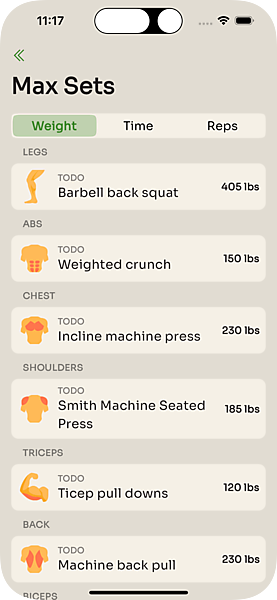 11:17
Max Sets
Weight Time Reps
LEGS
TODO
Barbell back squat
405 lbs
ABS
TODO
Weighted crunch
150 lbs
CHEST
TODO
Incline machine press
230 lbs
SHOULDERS
TODO
Smith Machine Seated
Press
185 lbs
TRICEPS
TODO
Ticep pull downs
120 lbs
BACK
TODO
Machine back pull
230 lbs
BICEPS